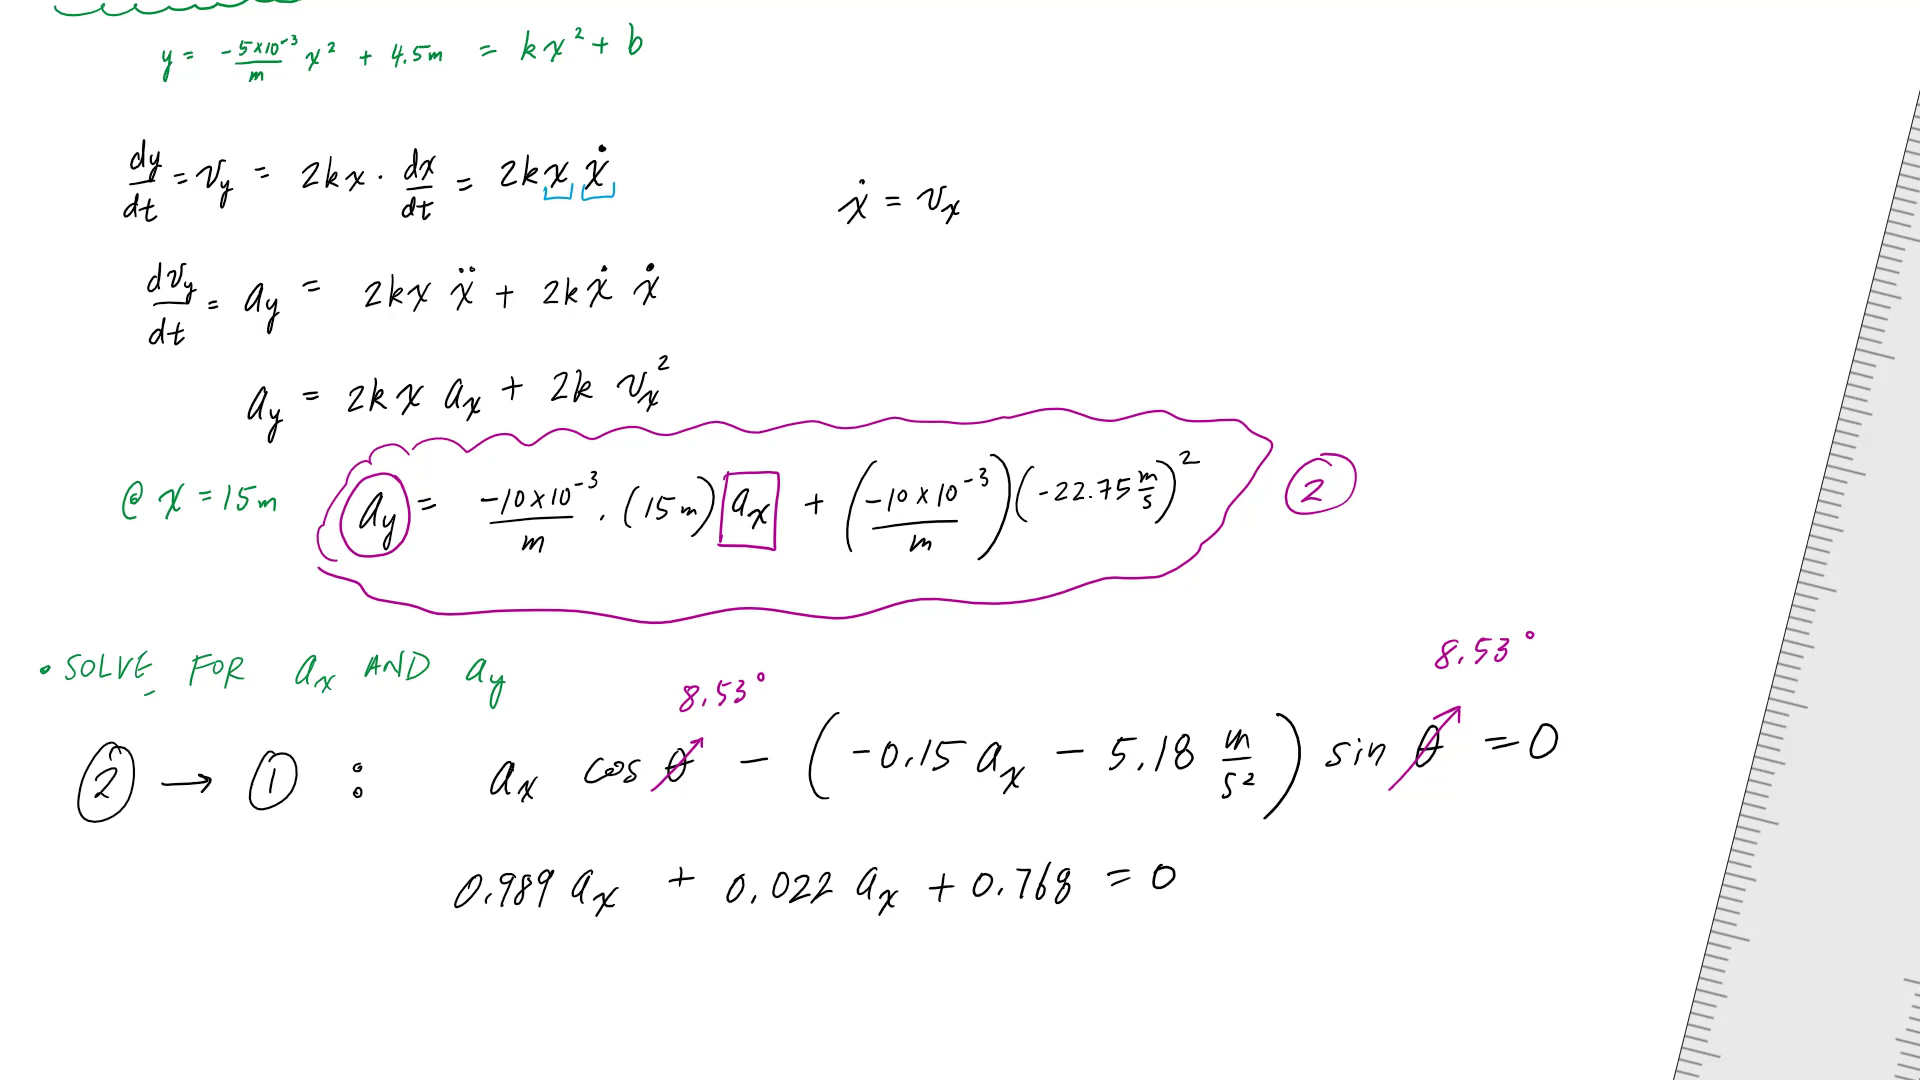 y = -5×10⁻³/m x² + 4.5m = kx² + b
dy/dt = v_y = 2kx · dx/dt = 2kx ẋ
ẋ = v_x
dv_y/dt = a_y = 2kx ẍ + 2kẋ ẋ
a_y = 2kx a_x + 2k v_x²
@ x = 15m a_y = -10×10⁻³/m · (15m) a_x + (-10×10⁻³/m)(-22.75 m/s)² ②
• SOLVE FOR a_x AND a_y
8.53° 8.53°
② → ① : a_x cos θ - (-0.15 a_x - 5.18 m/s²) sin θ = 0
0.989 a_x + 0.022 a_x + 0.768 = 0